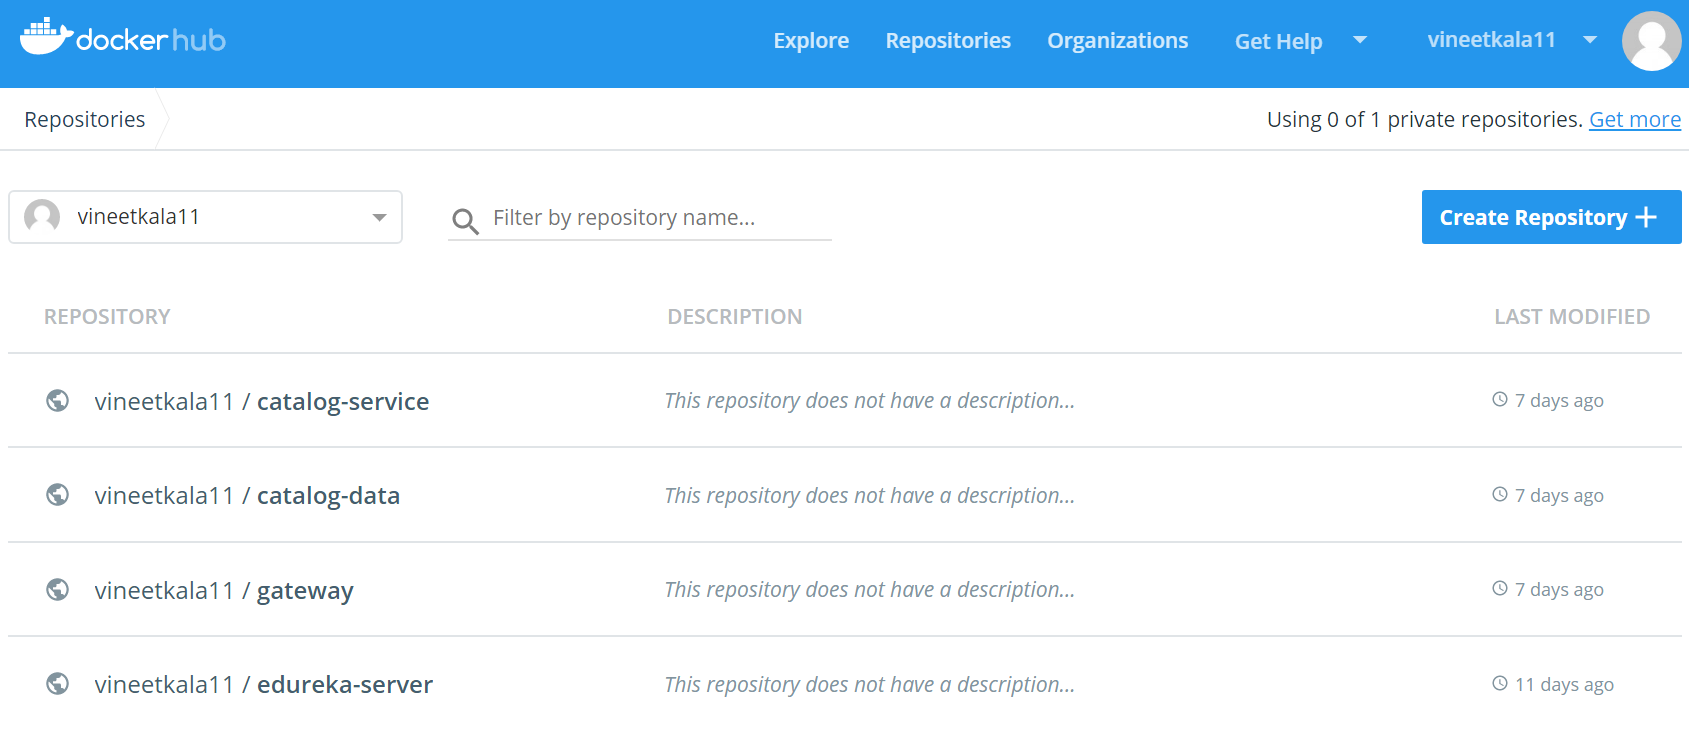 docker hub Explore Repositories Organizations Get Help vineetkala11
Repositories Using 0 of 1 private repositories. Get more
vineetkala11 Filter by repository name... Create Repository +
REPOSITORY DESCRIPTION LAST MODIFIED
vineetkala11 / catalog-service This repository does not have a description... 7 days ago
vineetkala11 / catalog-data This repository does not have a description... 7 days ago
vineetkala11 / gateway This repository does not have a description... 7 days ago
vineetkala11 / edureka-server This repository does not have a description... 11 days ago